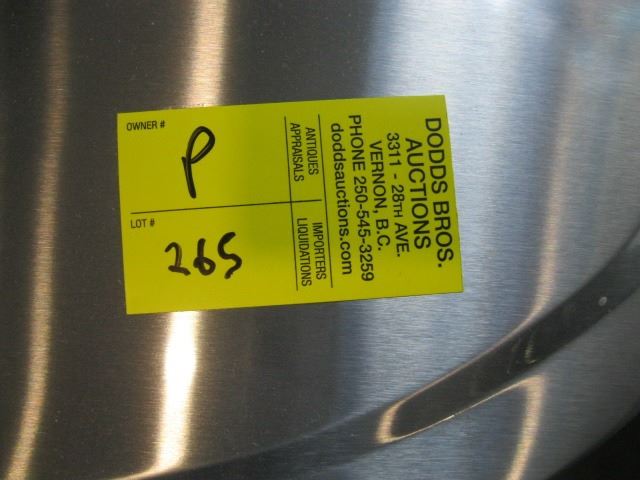 DODDS BROS.
AUCTIONS
3311 - 28TH AVE.
VERNON, B.C.
PHONE 250-545-3259
doddsauctions.com
ANTIQUES
APPRAISALS
IMPORTERS
LIQUIDATIONS
OWNER #
P
LOT #
265